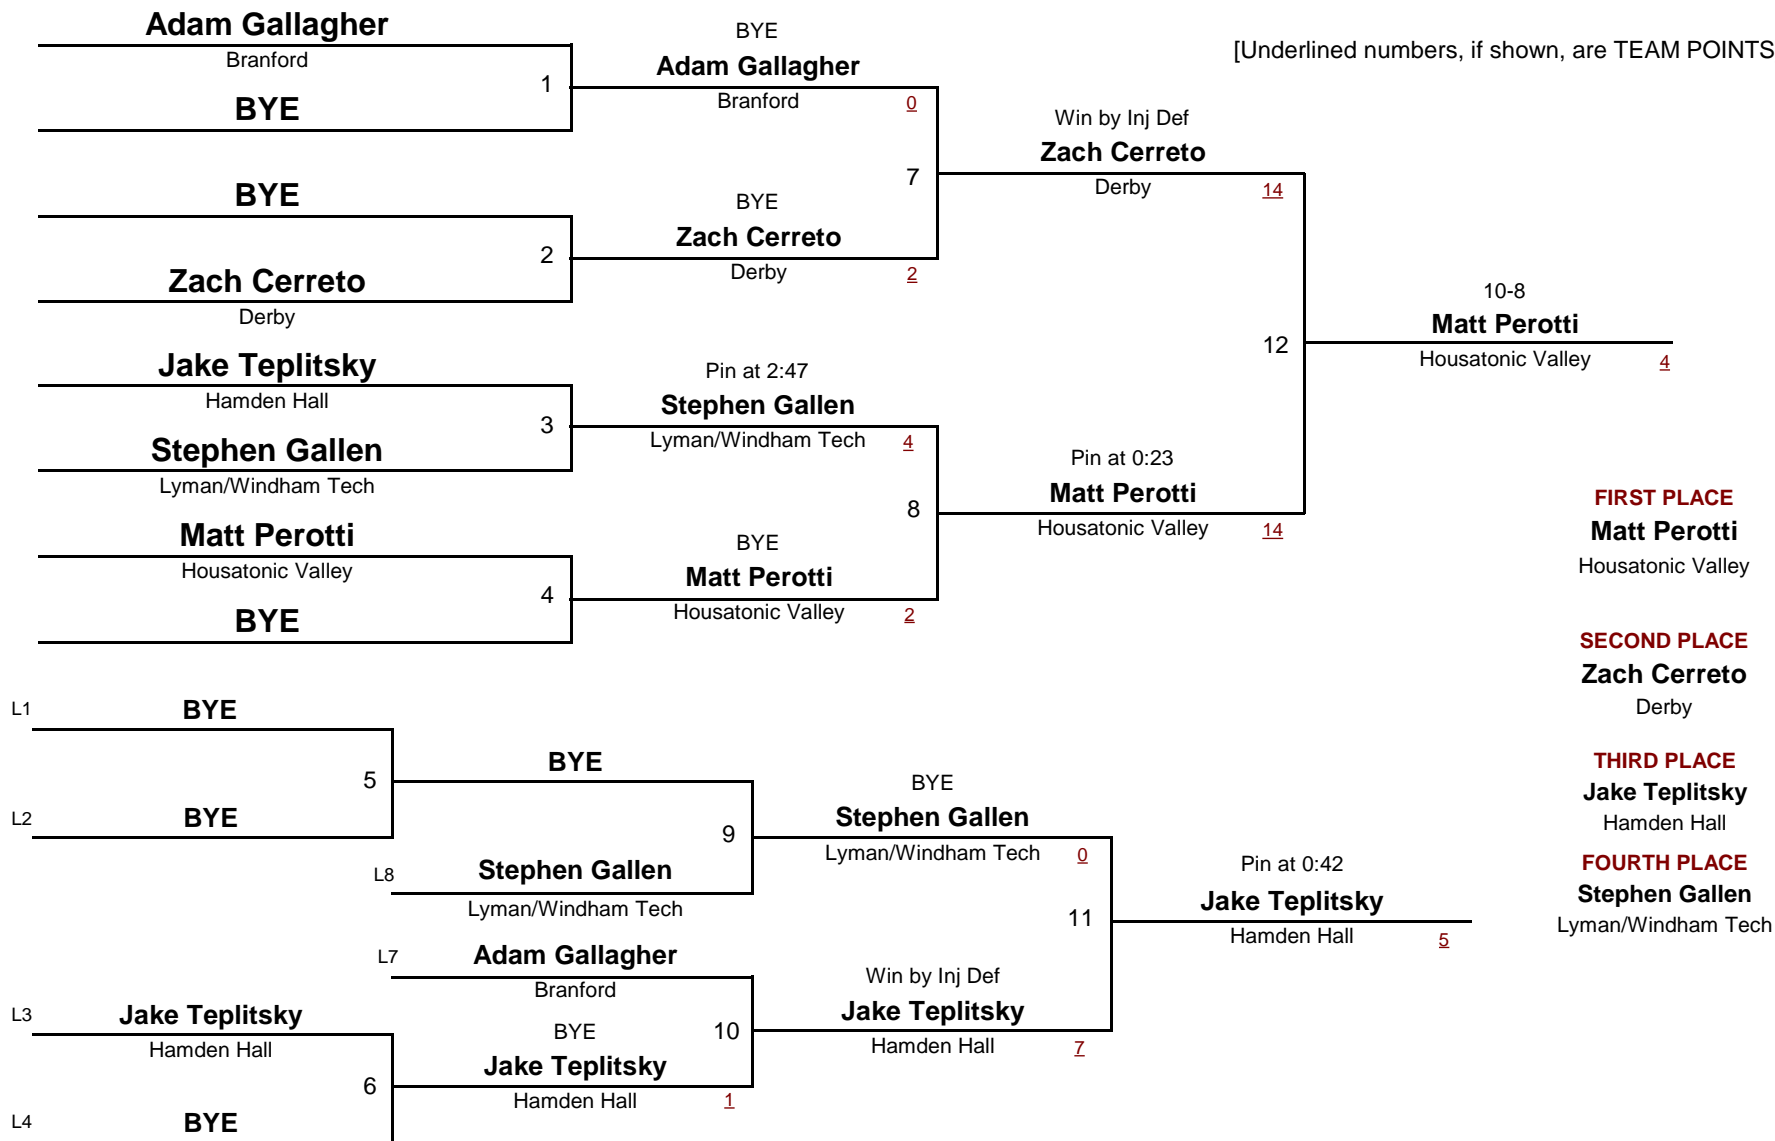 Adam Gallagher
Branford
1
BYE
BYE
Adam Gallagher
Branford
0
[Underlined numbers, if shown, are TEAM POINTS
BYE
2
Zach Cerreto
Derby
BYE
Zach Cerreto
Derby
2
7
Win by Inj Def
Zach Cerreto
Derby
14
Jake Teplitsky
Hamden Hall
3
Stephen Gallen
Lyman/Windham Tech
Pin at 2:47
Stephen Gallen
Lyman/Windham Tech
4
Matt Perotti
Housatonic Valley
4
BYE
BYE
Matt Perotti
Housatonic Valley
2
8
Pin at 0:23
Matt Perotti
Housatonic Valley
14
12
10-8
Matt Perotti
Housatonic Valley
4
FIRST PLACE
Matt Perotti
Housatonic Valley
SECOND PLACE
Zach Cerreto
Derby
THIRD PLACE
Jake Teplitsky
Hamden Hall
FOURTH PLACE
Stephen Gallen
Lyman/Windham Tech
L1
BYE
5
L2
BYE
BYE
9
L8
Stephen Gallen
Lyman/Windham Tech
BYE
Stephen Gallen
Lyman/Windham Tech
0
L7
Adam Gallagher
Branford
L3
Jake Teplitsky
Hamden Hall
6
L4
BYE
BYE
Jake Teplitsky
Hamden Hall
1
10
Win by Inj Def
Jake Teplitsky
Hamden Hall
7
11
Pin at 0:42
Jake Teplitsky
Hamden Hall
5